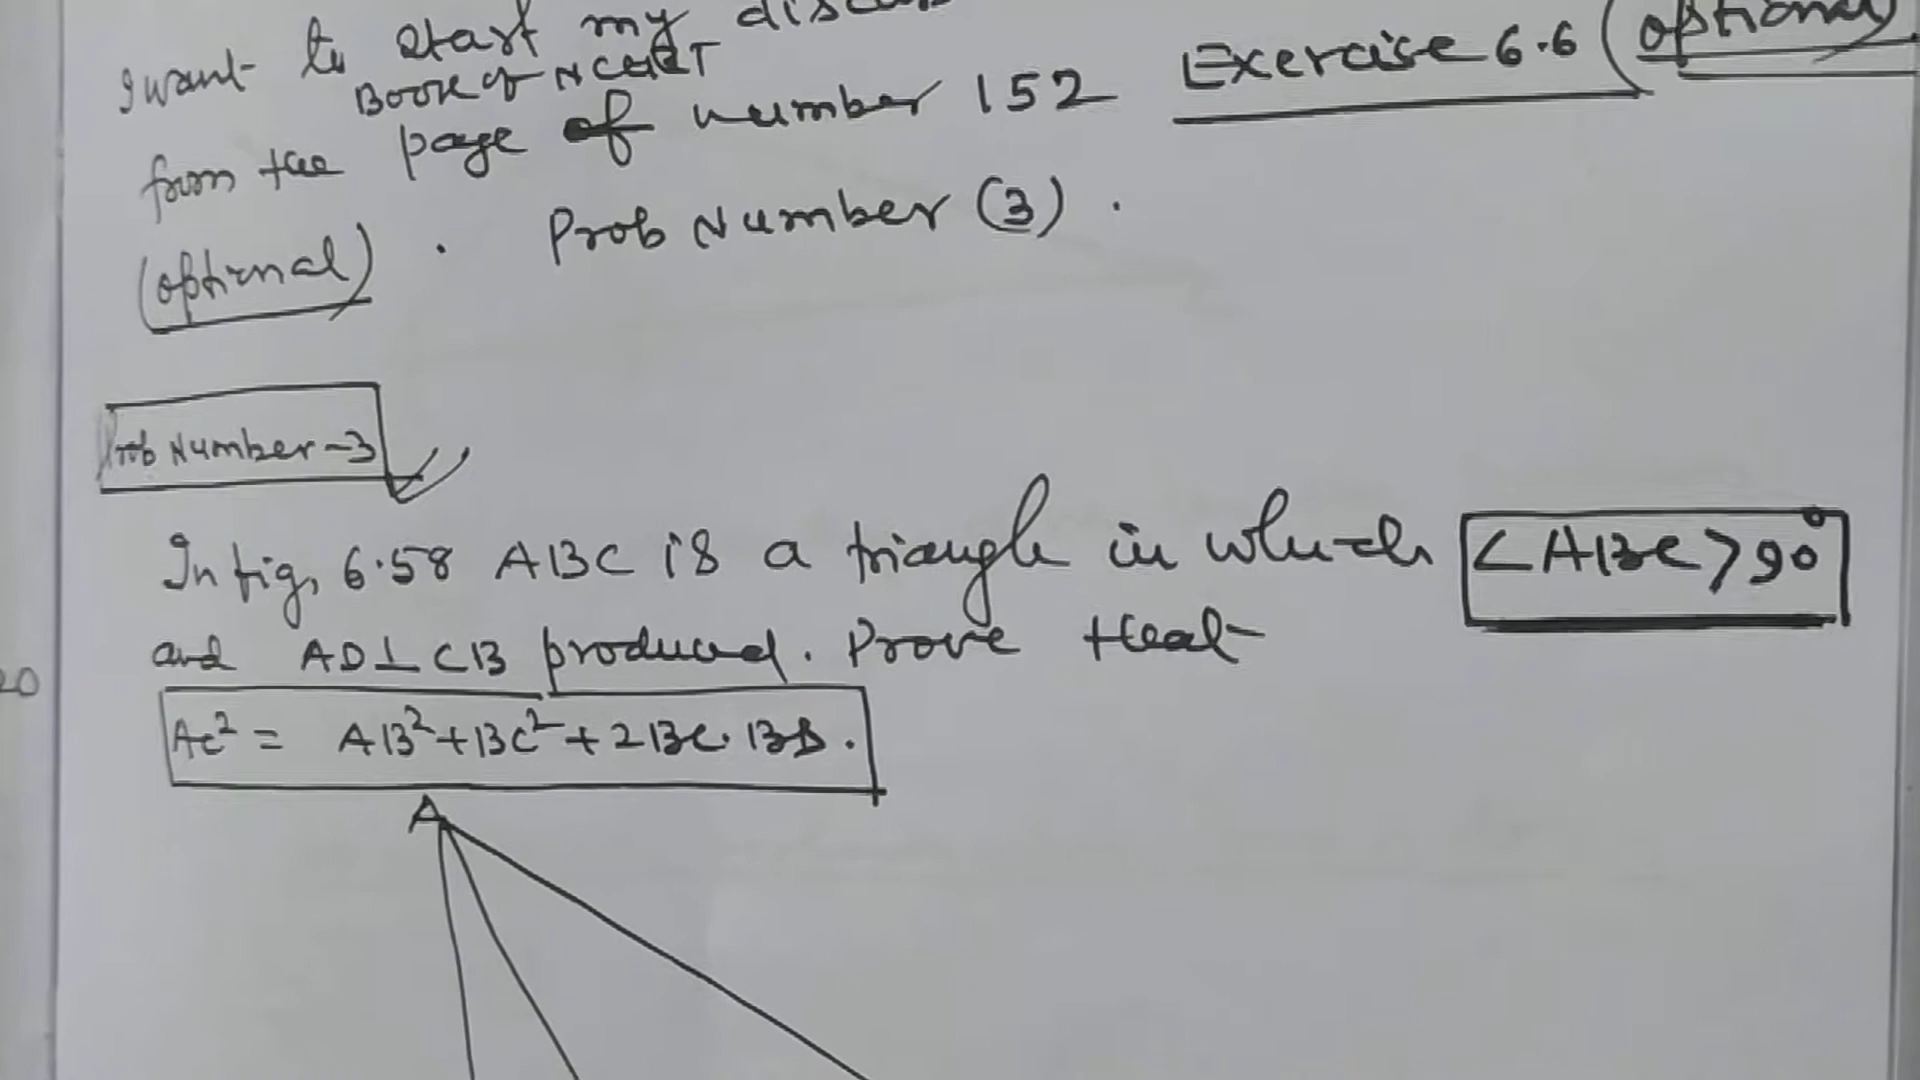 I want to start my
Book of NCERT
Exercise 6.6 (optional)
from the page of number 152
(optional). Prob Number (3).
Prob Number-3
In fig, 6.58 ABC is a triangle in which <ABC>90°
and AD⊥CB produced. Prove that
AC² = AB²+BC²+2BC.BD.
A
20